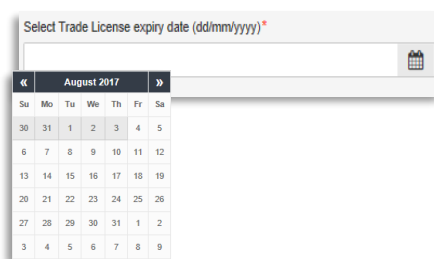 Select Trade License expiry date (dd/mm/yyyy)*
« August 2017 »
Su Mo Tu We Th Fr Sa
30 31 1 2 3 4 5
6 7 8 9 10 11 12
13 14 15 16 17 18 19
20 21 22 23 24 25 26
27 28 29 30 31 1 2
3 4 5 6 7 8 9